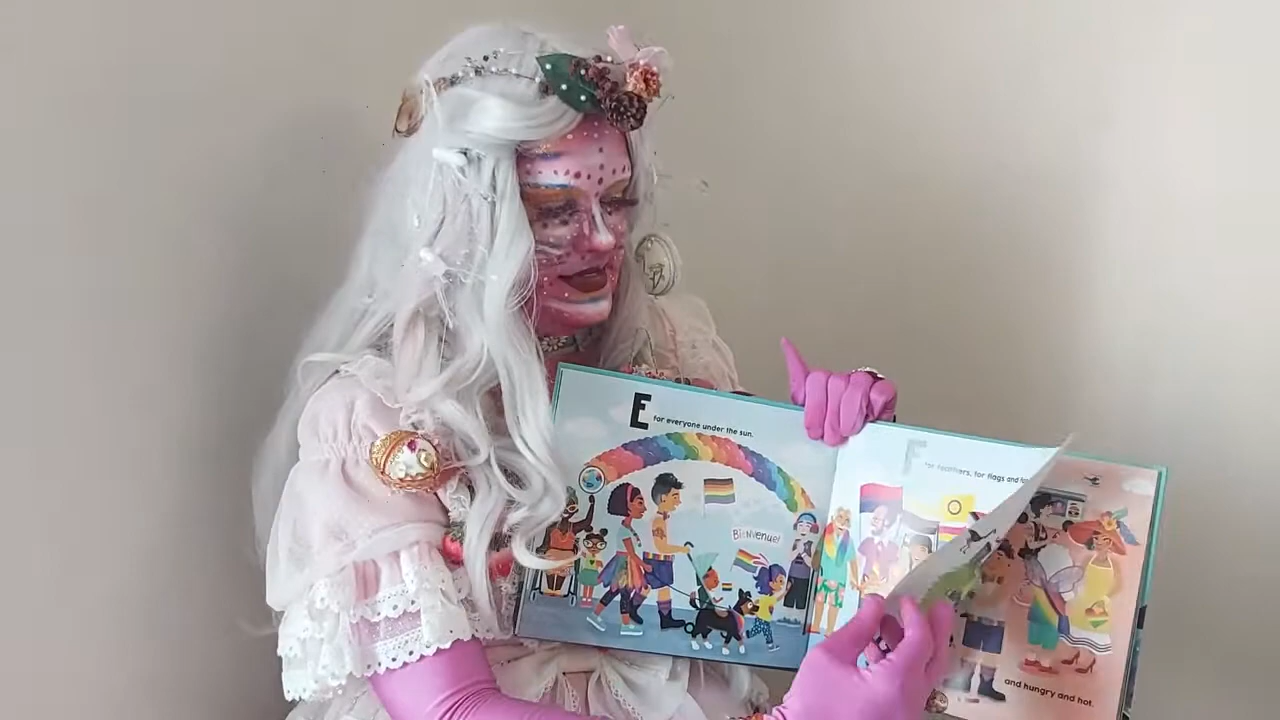 E for everyone under the sun.
BIENVENUE!
F for feathers, for flags and
and hungry and hot.